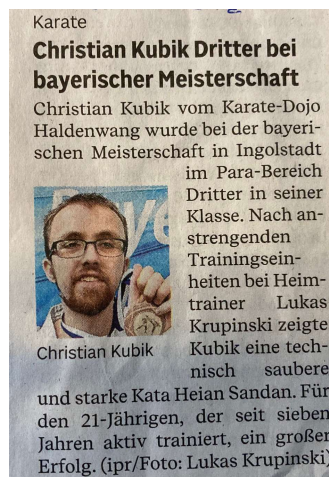 Karate
Christian Kubik Dritter bei
bayerischer Meisterschaft
Christian Kubik vom Karate-Dojo
Haldenwang wurde bei der bayeri-
schen Meisterschaft in Ingolstadt
im Para-Bereich
Dritter in seiner
Klasse. Nach an-
strengenden
Trainingsein-
heiten bei Heim-
trainer Lukas
Krupinski zeigte
Kubik eine tech-
nisch saubere
Christian Kubik
und starke Kata Heian Sandan. Für
den 21-Jährigen, der seit sieben
Jahren aktiv trainiert, ein großer
Erfolg. (ipr/Foto: Lukas Krupinski)